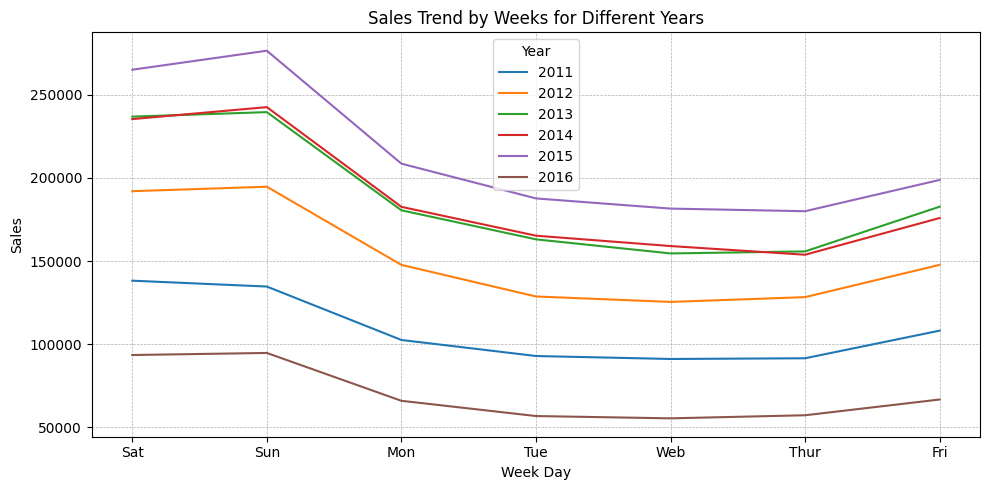 Sales Trend by Weeks for Different Years
Year
2011
2012
2013
2014
2015
2016
250000
200000
150000
100000
50000
Sales
Sat Sun Mon Tue Web Thur Fri
Week Day